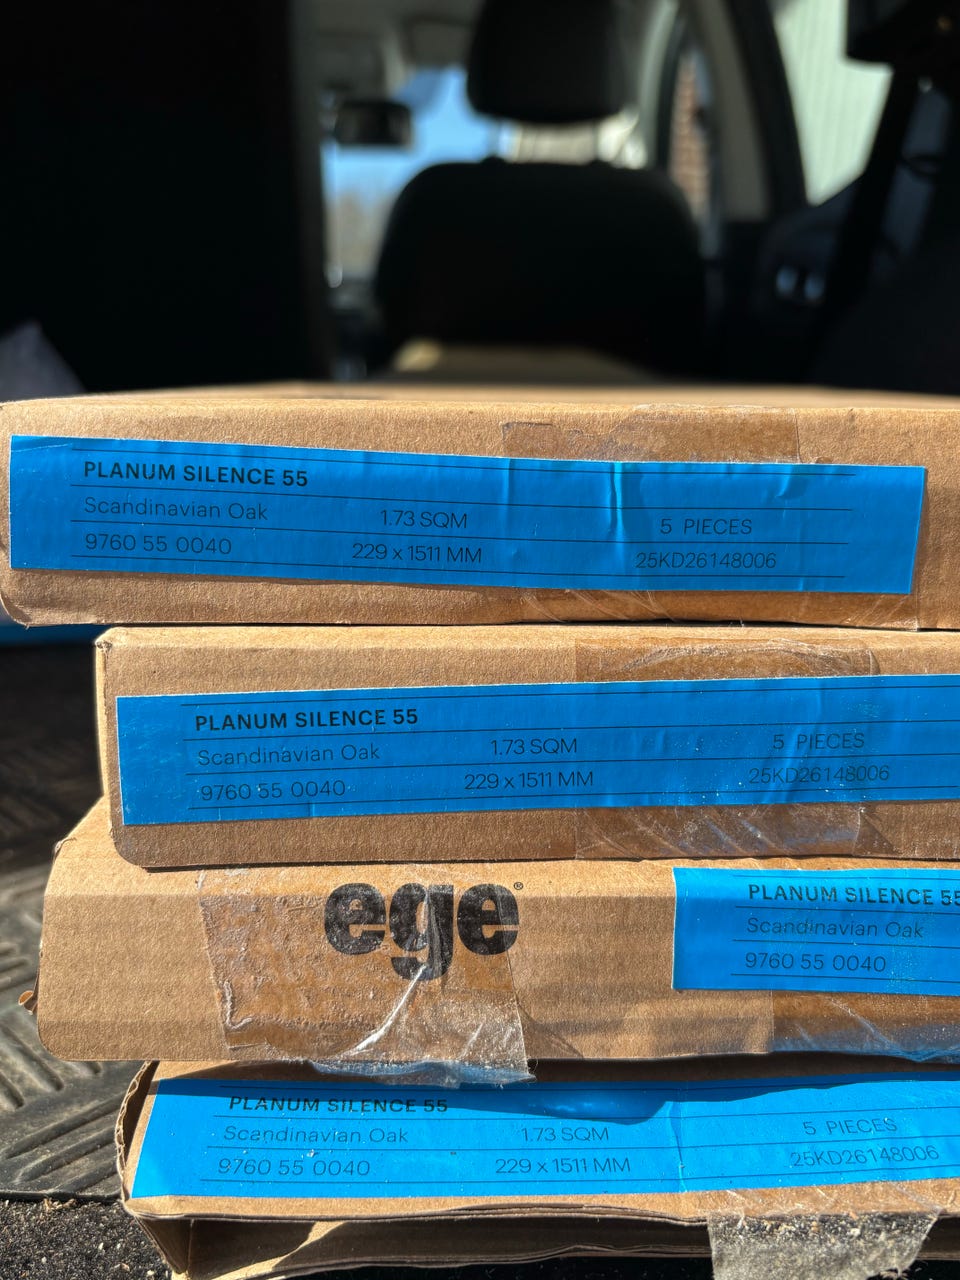 PLANUM SILENCE 55
Scandinavian Oak 1.73 SQM 5 PIECES
9760 55 0040 229 x 1511 MM 25KD26148006
PLANUM SILENCE 55
Scandinavian Oak 1.73 SQM 5 PIECES
9760 55 0040 229 x 1511 MM 25KD26148006
ege®
PLANUM SILENCE 55
Scandinavian Oak
9760 55 0040
PLANUM SILENCE 55
Scandinavian Oak 1.73 SQM 5 PIECES
9760 55 0040 229 x 1511 MM 25KD26148006